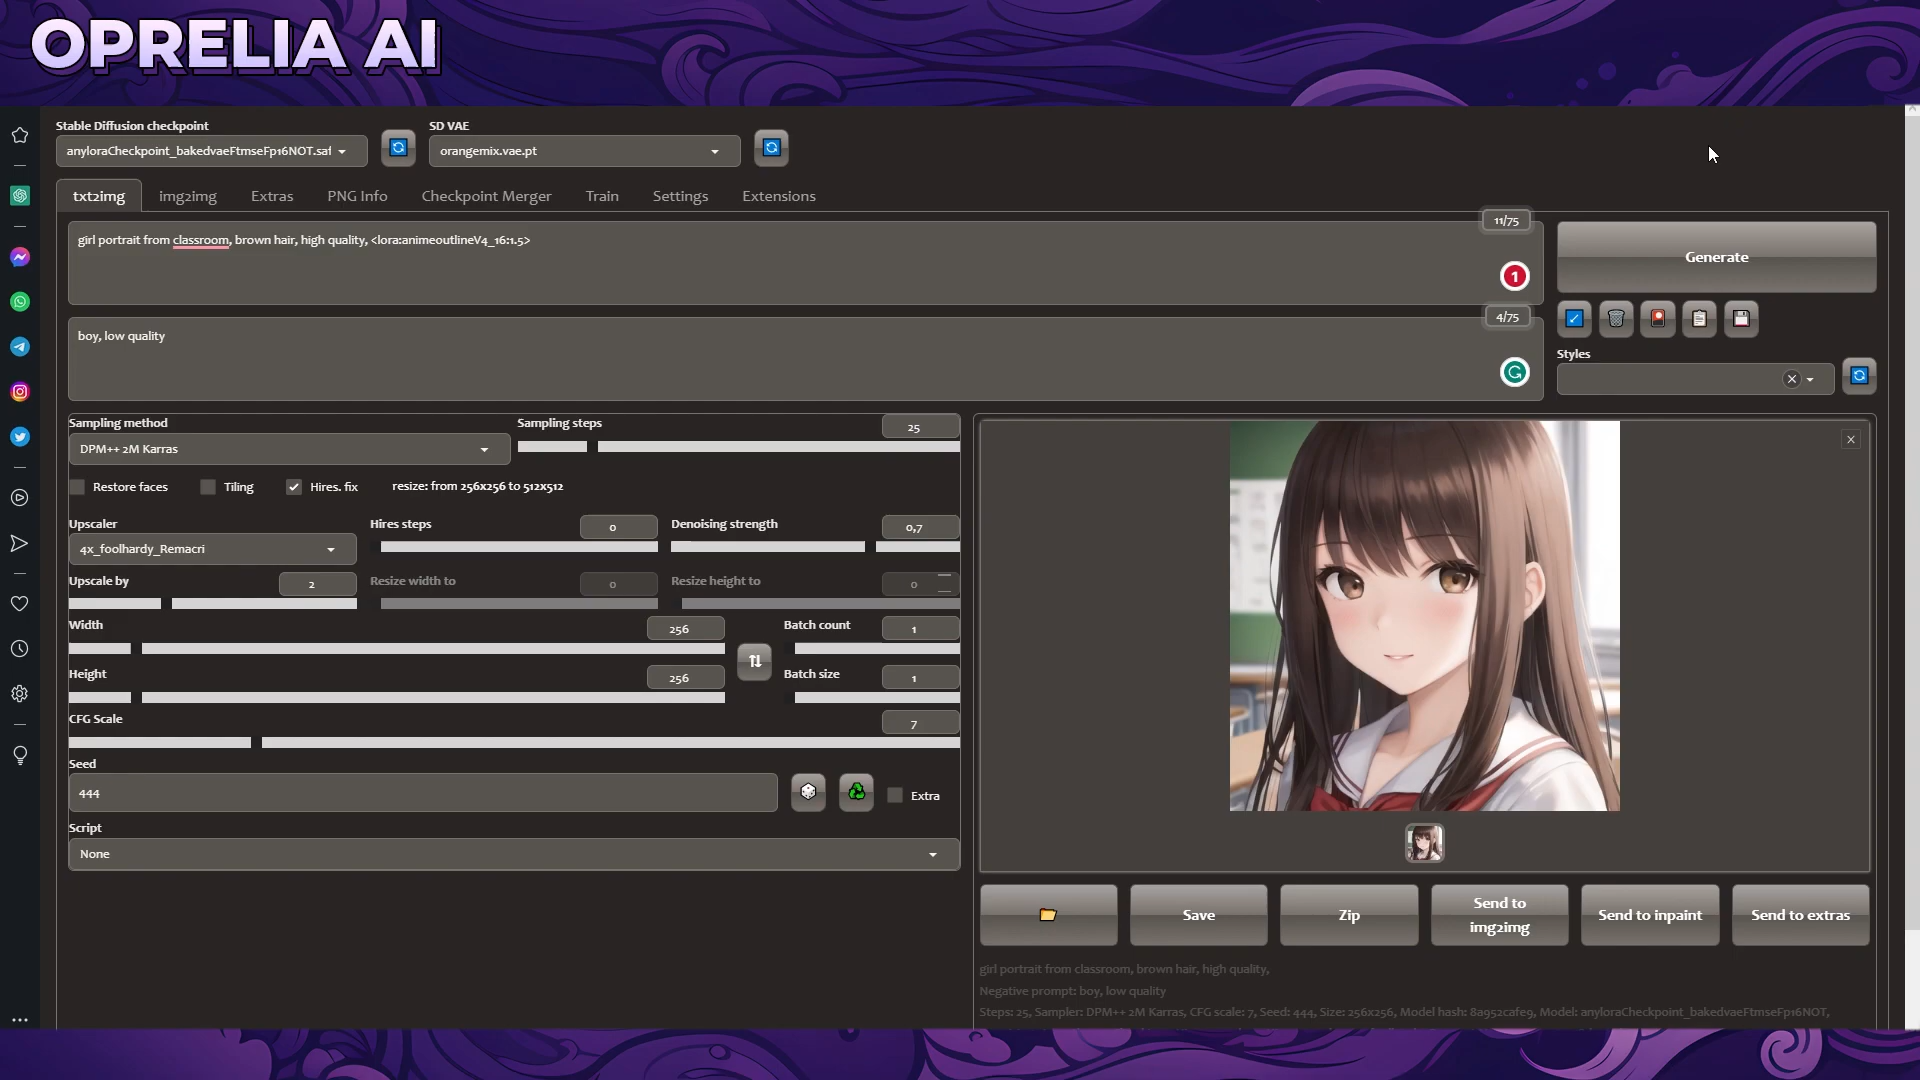 OPRELIA AI
Stable Diffusion checkpoint
anyloraCheckpoint_bakedvaeFtmseFp16NOT.saf
SD VAE
orangemix.vae.pt
txt2img
img2img
Extras
PNG Info
Checkpoint Merger
Train
Settings
Extensions
11/75
girl portrait from classroom, brown hair, high quality, <lora:animeoutlineV4_16:1.5>
1
Generate
4/75
boy, low quality
Styles
Sampling method
DPM++ 2M Karras
Sampling steps
25
Restore faces
Tiling
Hires. fix
resize: from 256x256 to 512x512
Upscaler
4x_foolhardy_Remacri
Hires steps
0
Denoising strength
0,7
Upscale by
2
Resize width to
0
Resize height to
0
Width
256
Batch count
1
Height
256
Batch size
1
CFG Scale
7
Seed
444
Extra
Script
None
Save
Zip
Send to
img2img
Send to inpaint
Send to extras
girl portrait from classroom, brown hair, high quality,
Negative prompt: boy, low quality
Steps: 25, Sampler: DPM++ 2M Karras, CFG scale: 7, Seed: 444, Size: 256x256, Model hash: 8a952cafe9, Model: anyloraCheckpoint_bakedvaeFtmseFp16NOT,